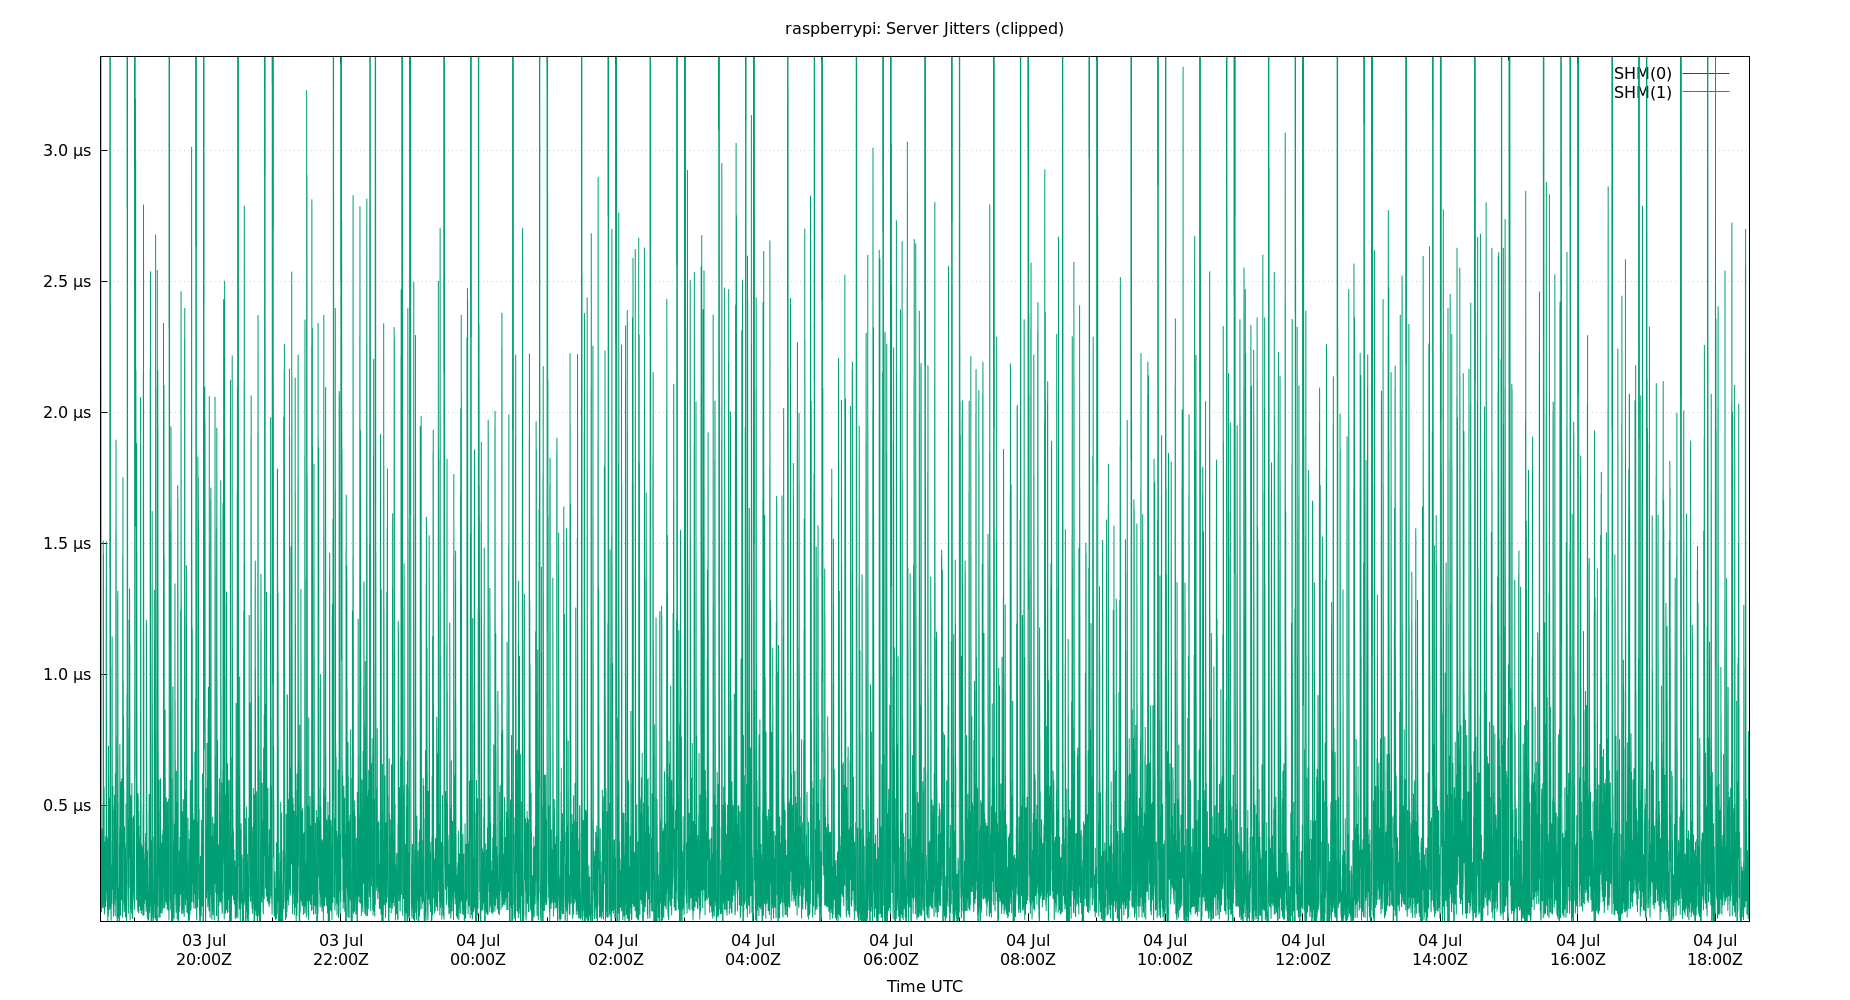 raspberrypi: Server Jitters (clipped)
SHM(0)
SHM(1)
3.0 µs
2.5 µs
2.0 µs
1.5 µs
1.0 µs
0.5 µs
03 Jul 03 Jul 04 Jul 04 Jul 04 Jul 04 Jul 04 Jul 04 Jul 04 Jul 04 Jul 04 Jul 04 Jul
20:00Z 22:00Z 00:00Z 02:00Z 04:00Z 06:00Z 08:00Z 10:00Z 12:00Z 14:00Z 16:00Z 18:00Z
Time UTC